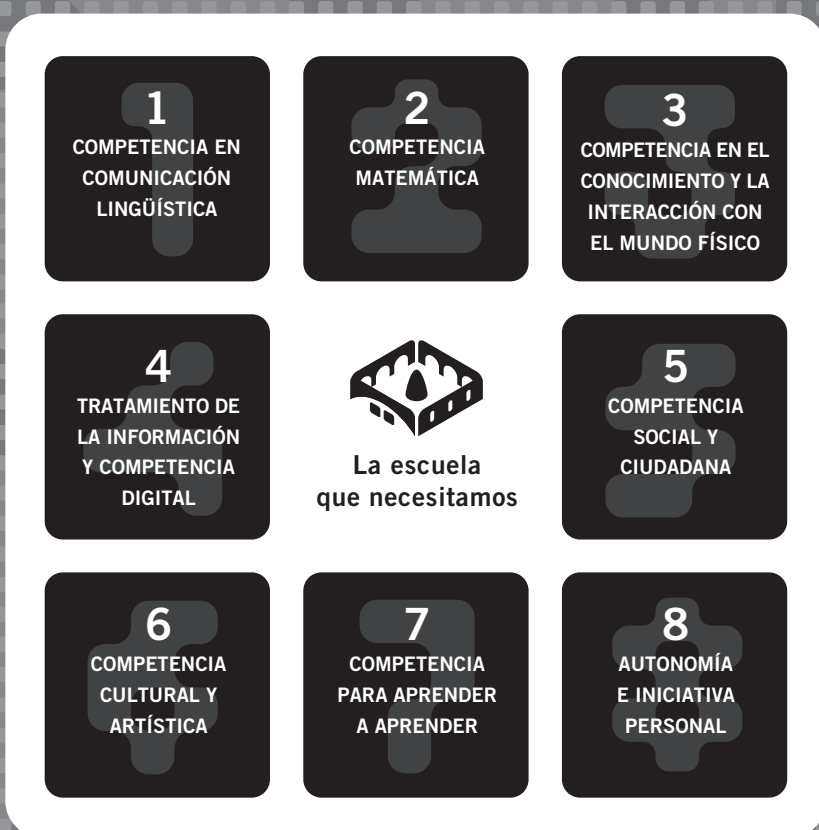 1
COMPETENCIA EN
COMUNICACIÓN
LINGÜÍSTICA
2
COMPETENCIA
MATEMÁTICA
3
COMPETENCIA EN EL
CONOCIMIENTO Y LA
INTERACCIÓN CON
EL MUNDO FÍSICO
4
TRATAMIENTO DE
LA INFORMACIÓN
Y COMPETENCIA
DIGITAL
La escuela
que necesitamos
5
COMPETENCIA
SOCIAL Y
CIUDADANA
6
COMPETENCIA
CULTURAL Y
ARTÍSTICA
7
COMPETENCIA
PARA APRENDER
A APRENDER
8
AUTONOMÍA
E INICIATIVA
PERSONAL